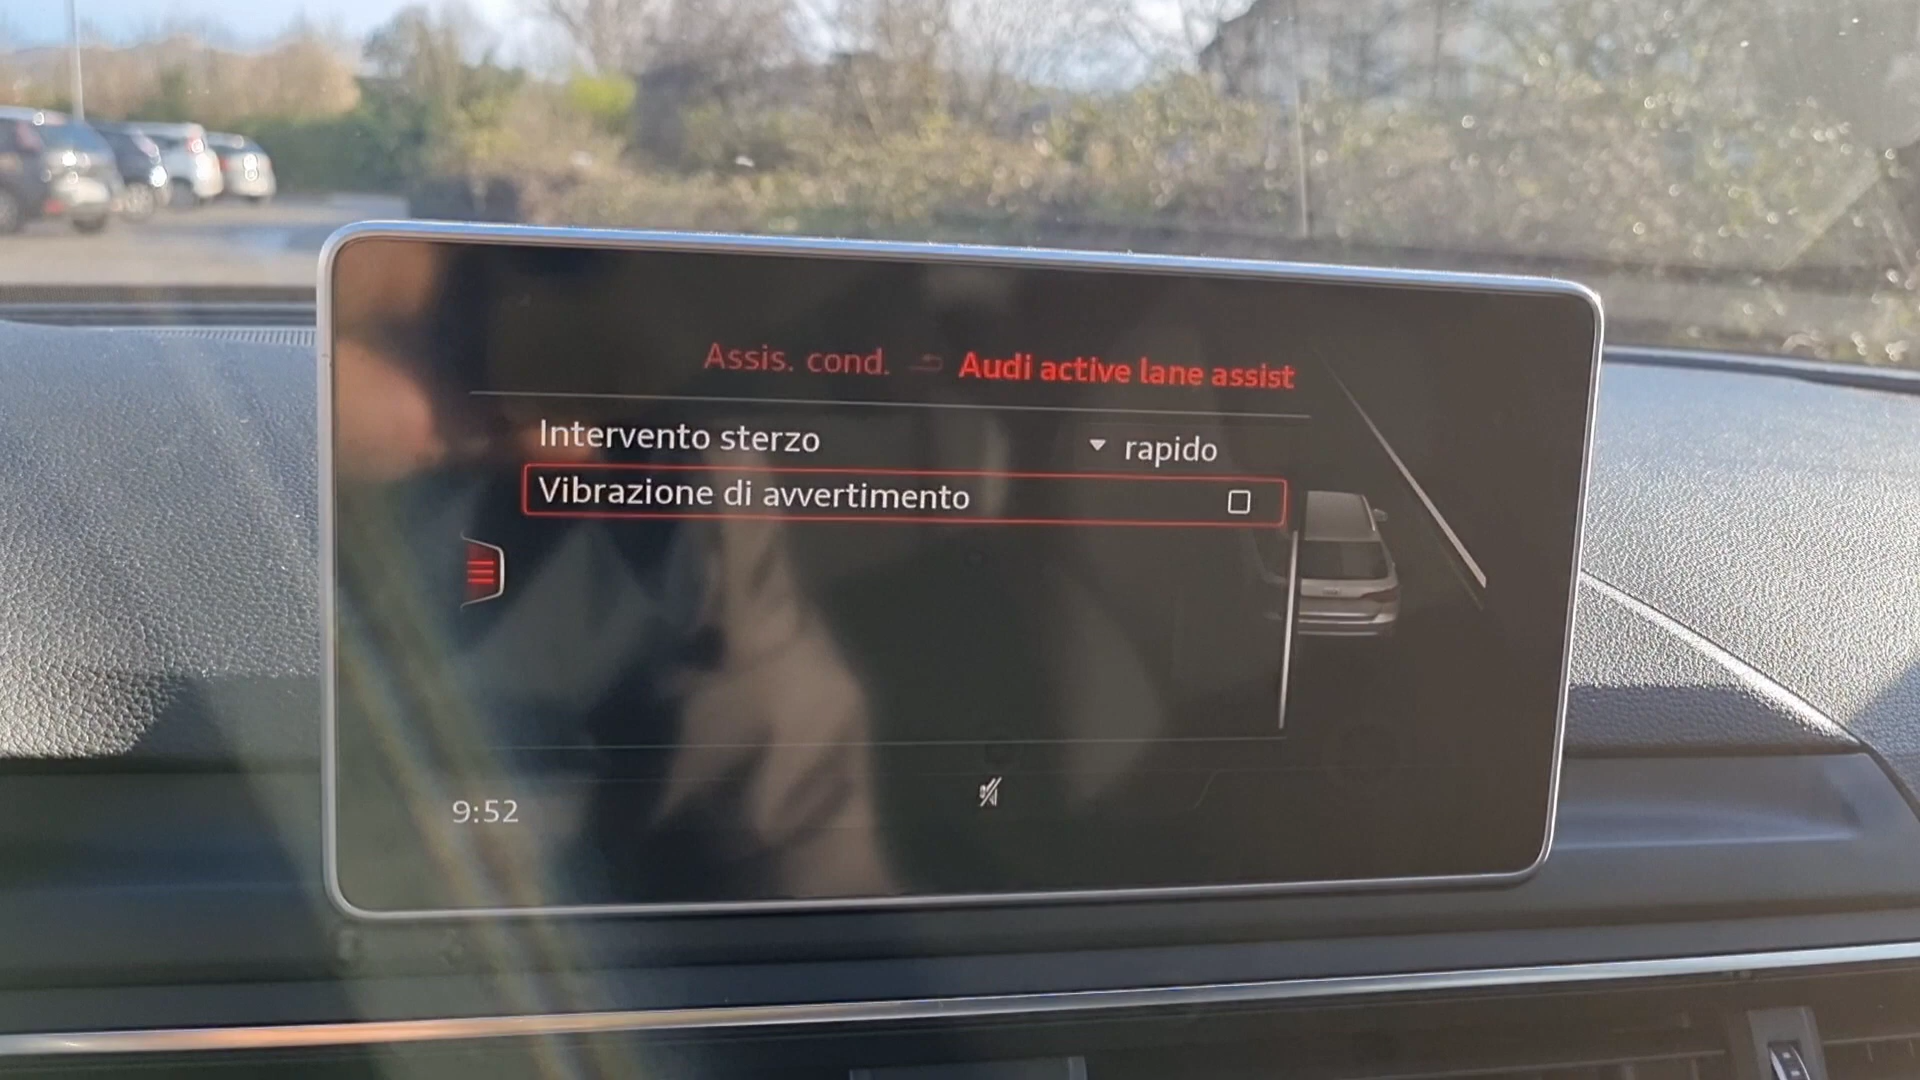 Assis. cond. Audi active lane assist
Intervento sterzo rapido
Vibrazione di avvertimento
9:52